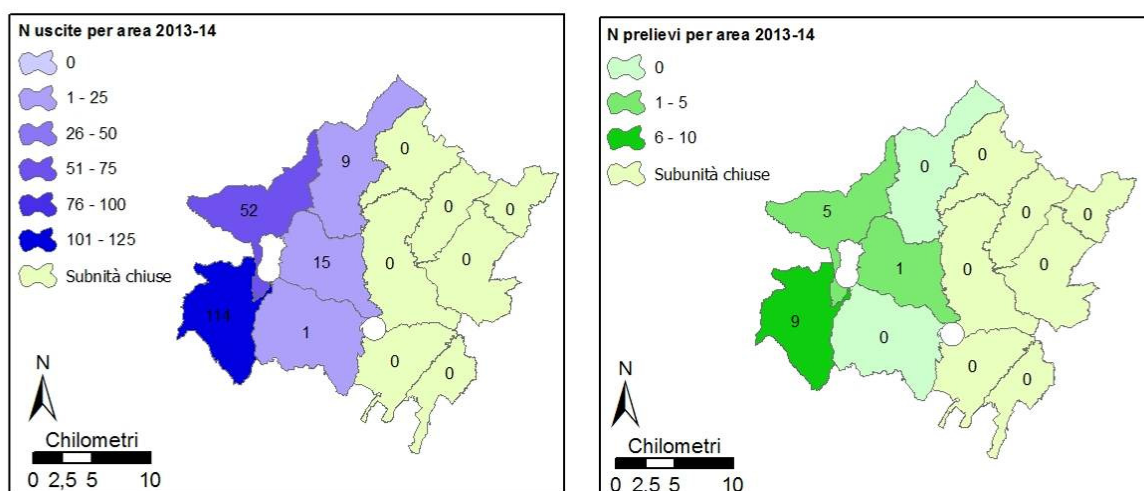 N uscite per area 2013-14
0
1 - 25
26 - 50
51 - 75
76 - 100
101 - 125
Subnità chiuse
9
0
52
0
0
15
0
0
114
1
0
0
N
Chilometri
0 2,5 5 10
N prelievi per area 2013-14
0
1 - 5
6 - 10
Subunità chiuse
0
0
5
0
0
1
0
0
9
0
0
0
N
Chilometri
0 2,5 5 10